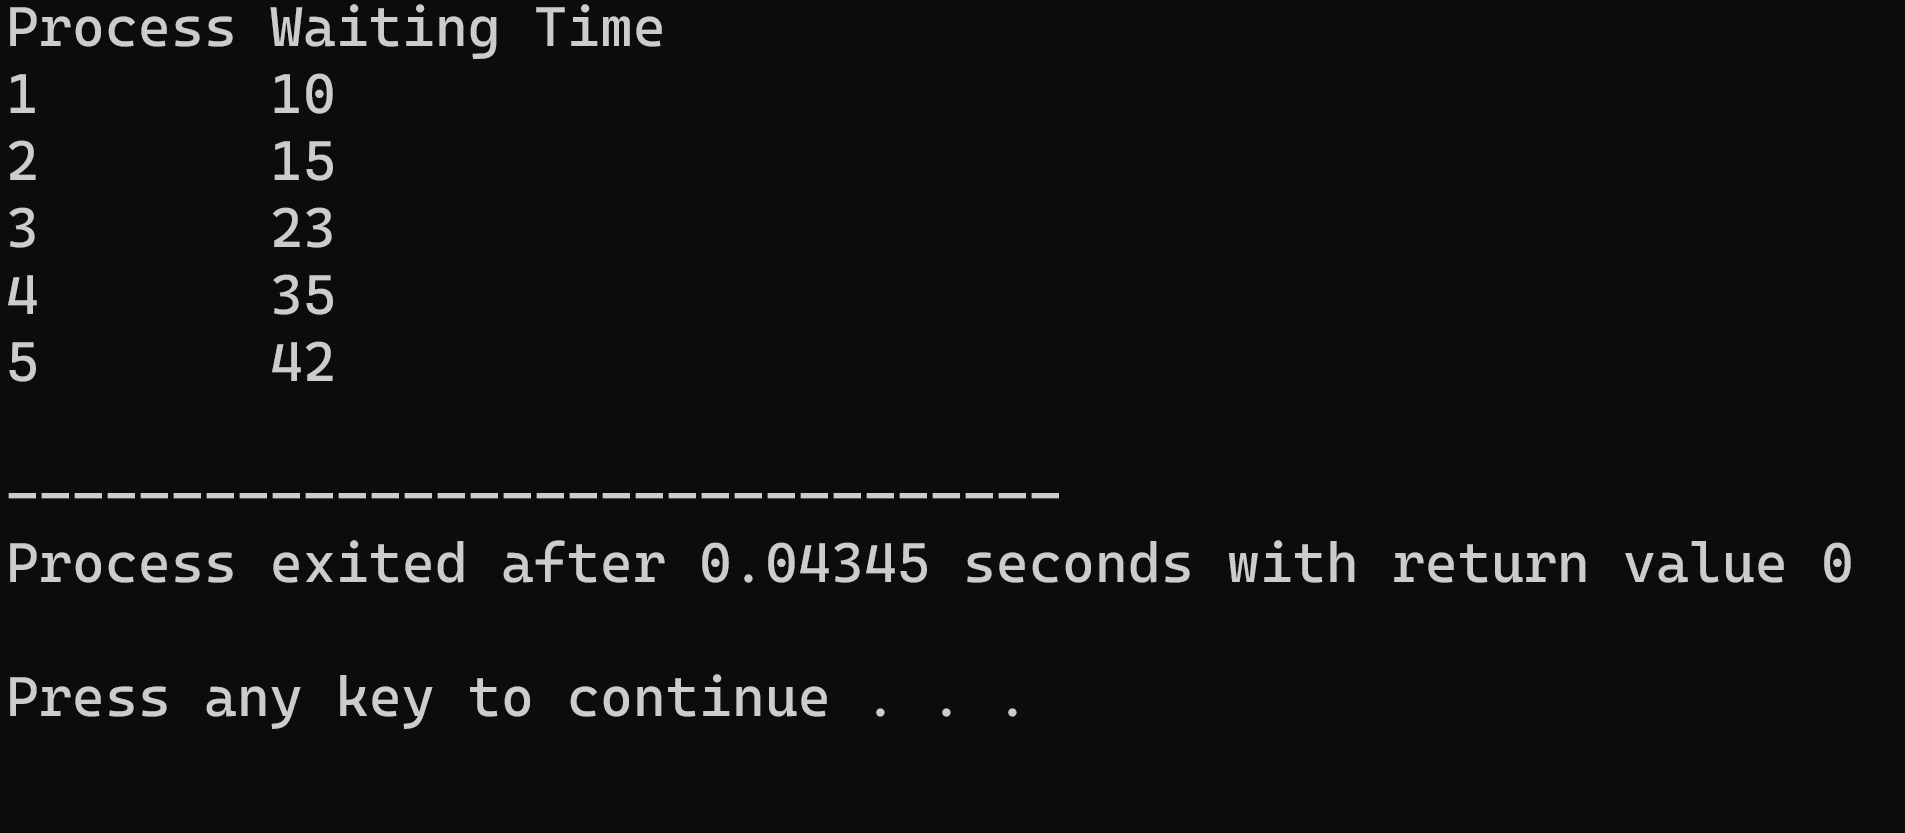 Process Waiting Time
1       10
2       15
3       23
4       35
5       42
--------------------------------
Process exited after 0.04345 seconds with return value 0
Press any key to continue . . .